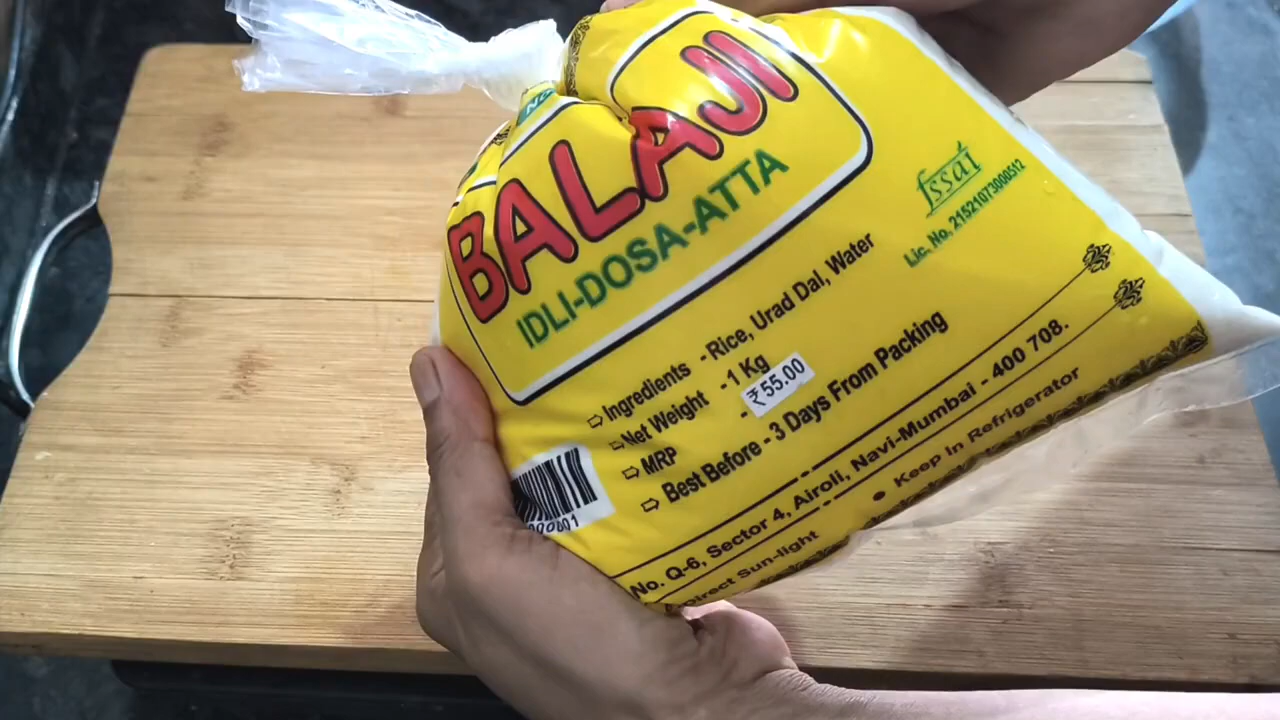 BALAJI
IDLI-DOSA-ATTA
fssai
Lic. No. 21521073000512
Ingredients - Rice, Urad Dal, Water
Net Weight - 1 Kg
MRP - ₹ 55.00
Best Before - 3 Days From Packing
No. Q-6, Sector 4, Airoli, Navi-Mumbai - 400 708.
Direct Sun-light ● Keep In Refrigerator